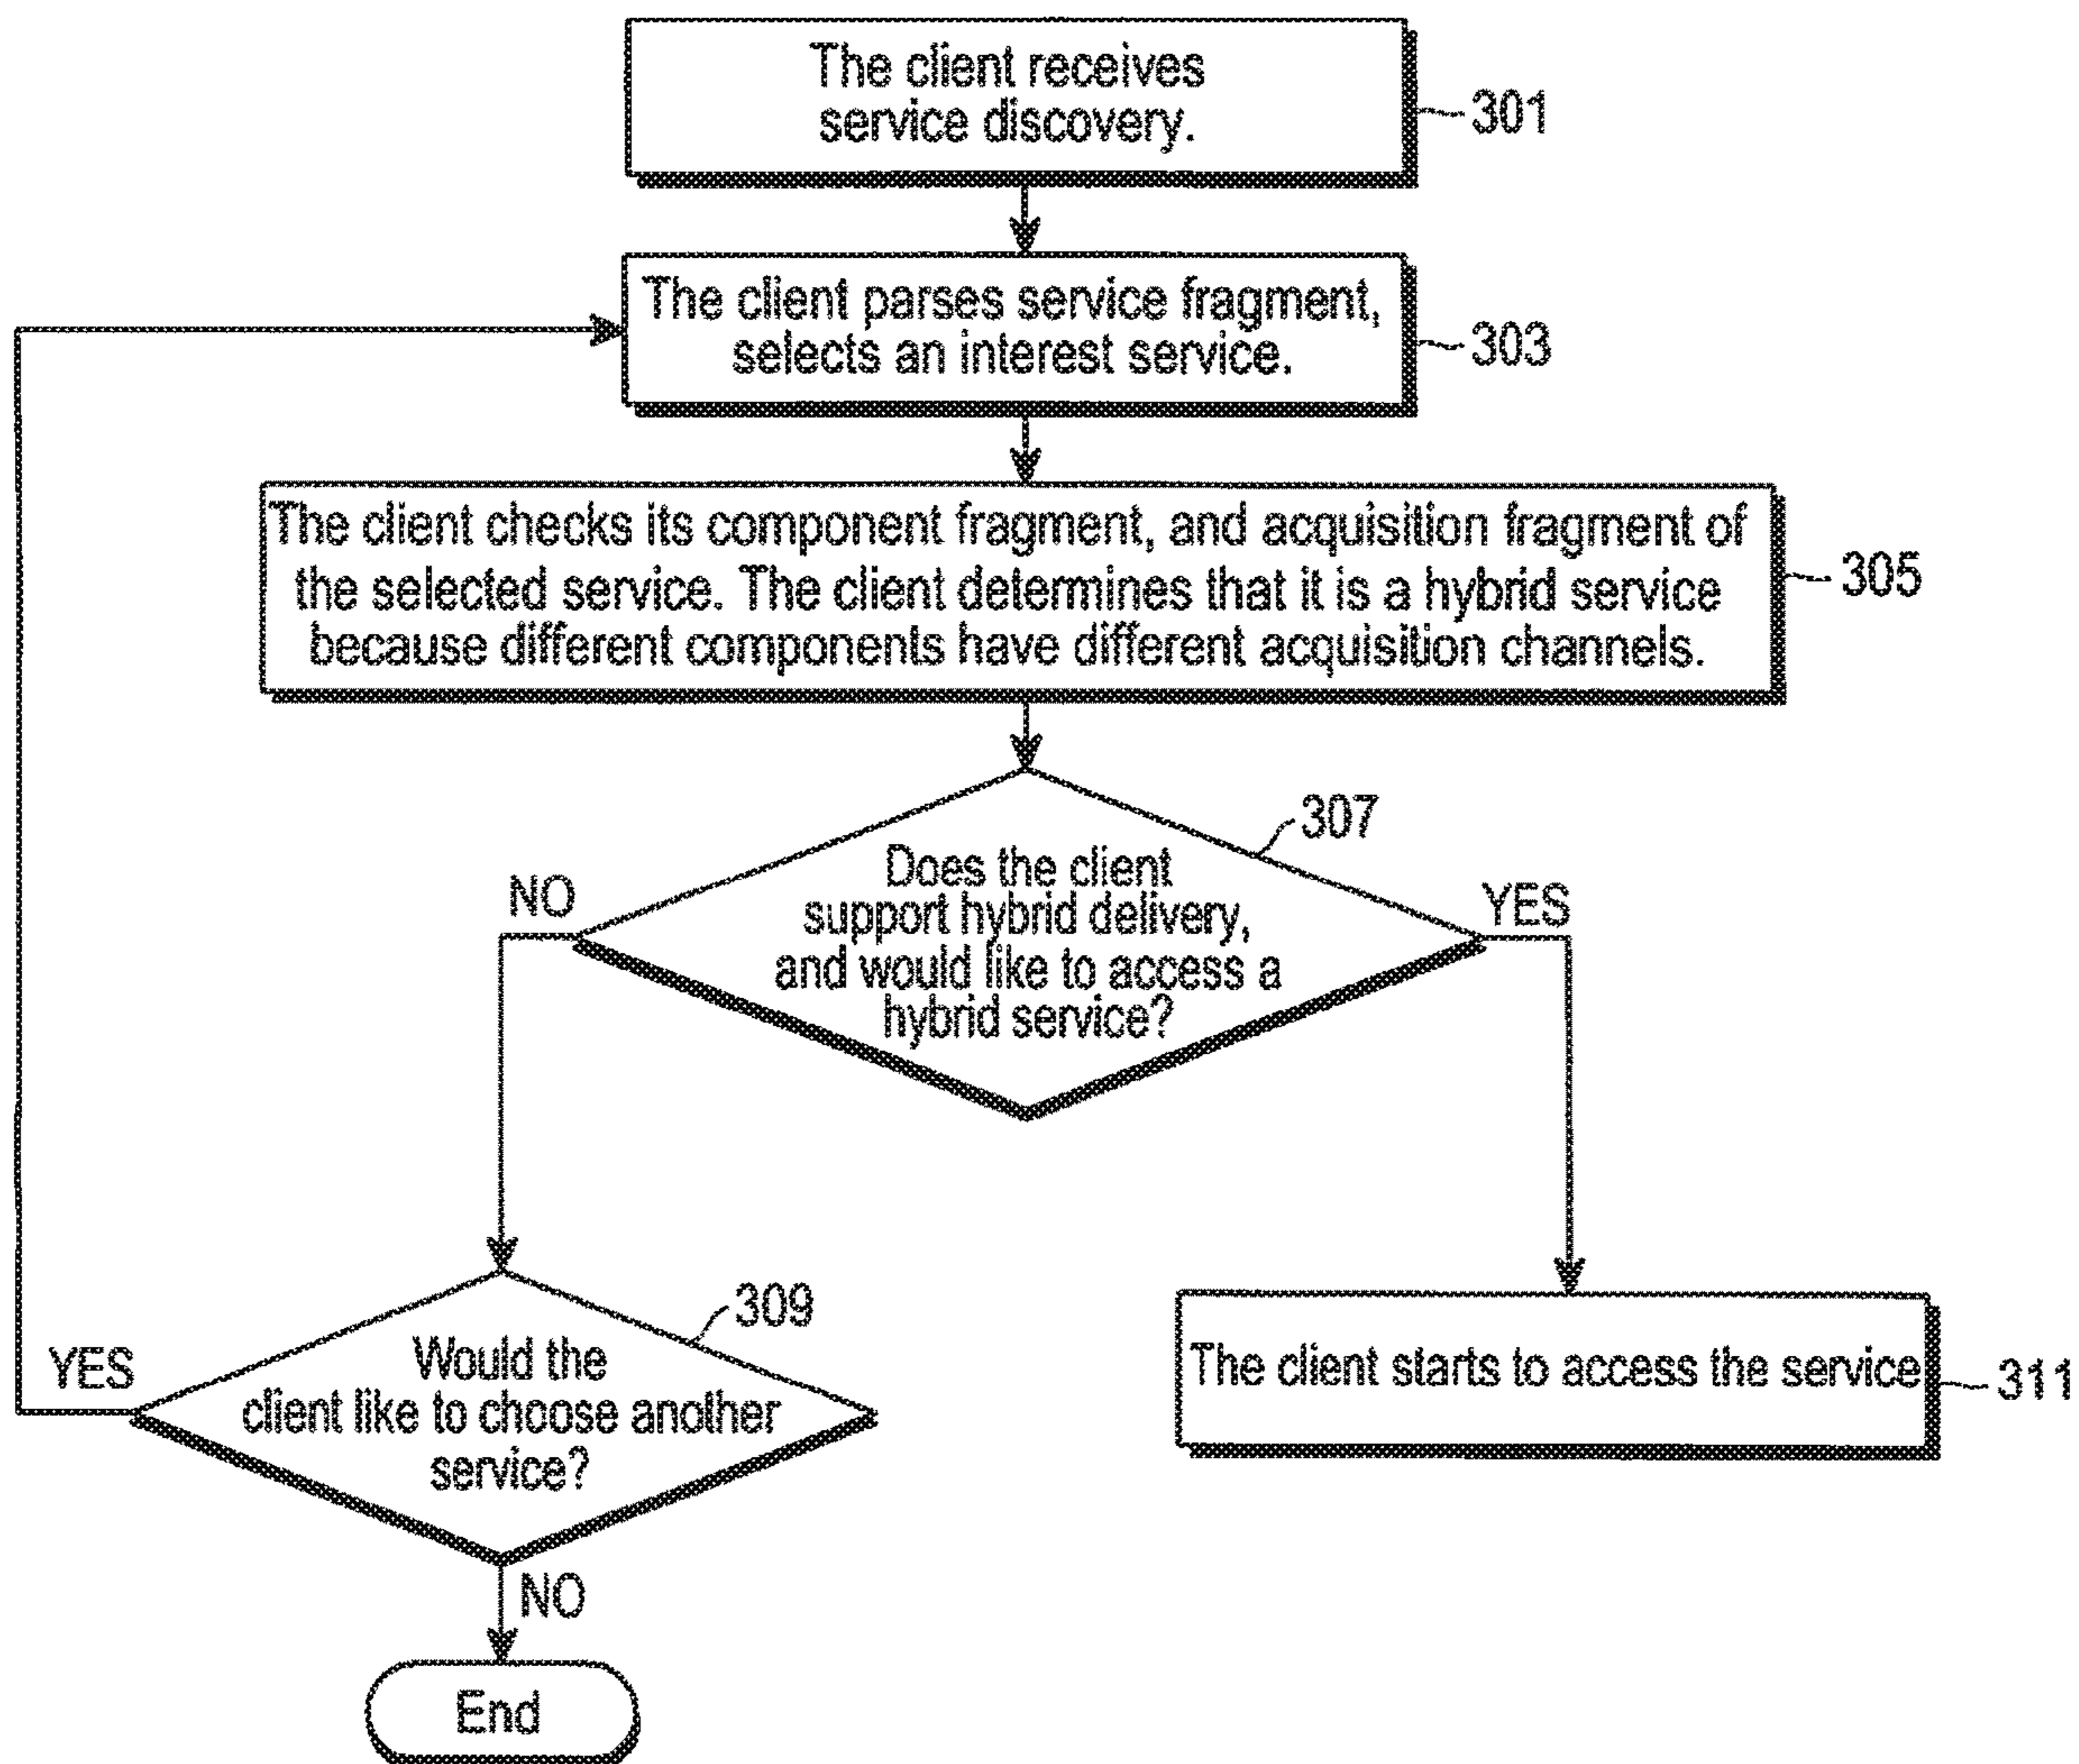 The client receives
service discovery.
301
The client parses service fragment,
selects an interest service.
303
The client checks its component fragment, and acquisition fragment of
the selected service. The client determines that it is a hybrid service
because different components have different acquisition channels.
305
307
Does the client
support hybrid delivery,
and would like to access a
hybrid service?
NO
YES
309
Would the
client like to choose another
service?
YES
NO
The client starts to access the service
311
End